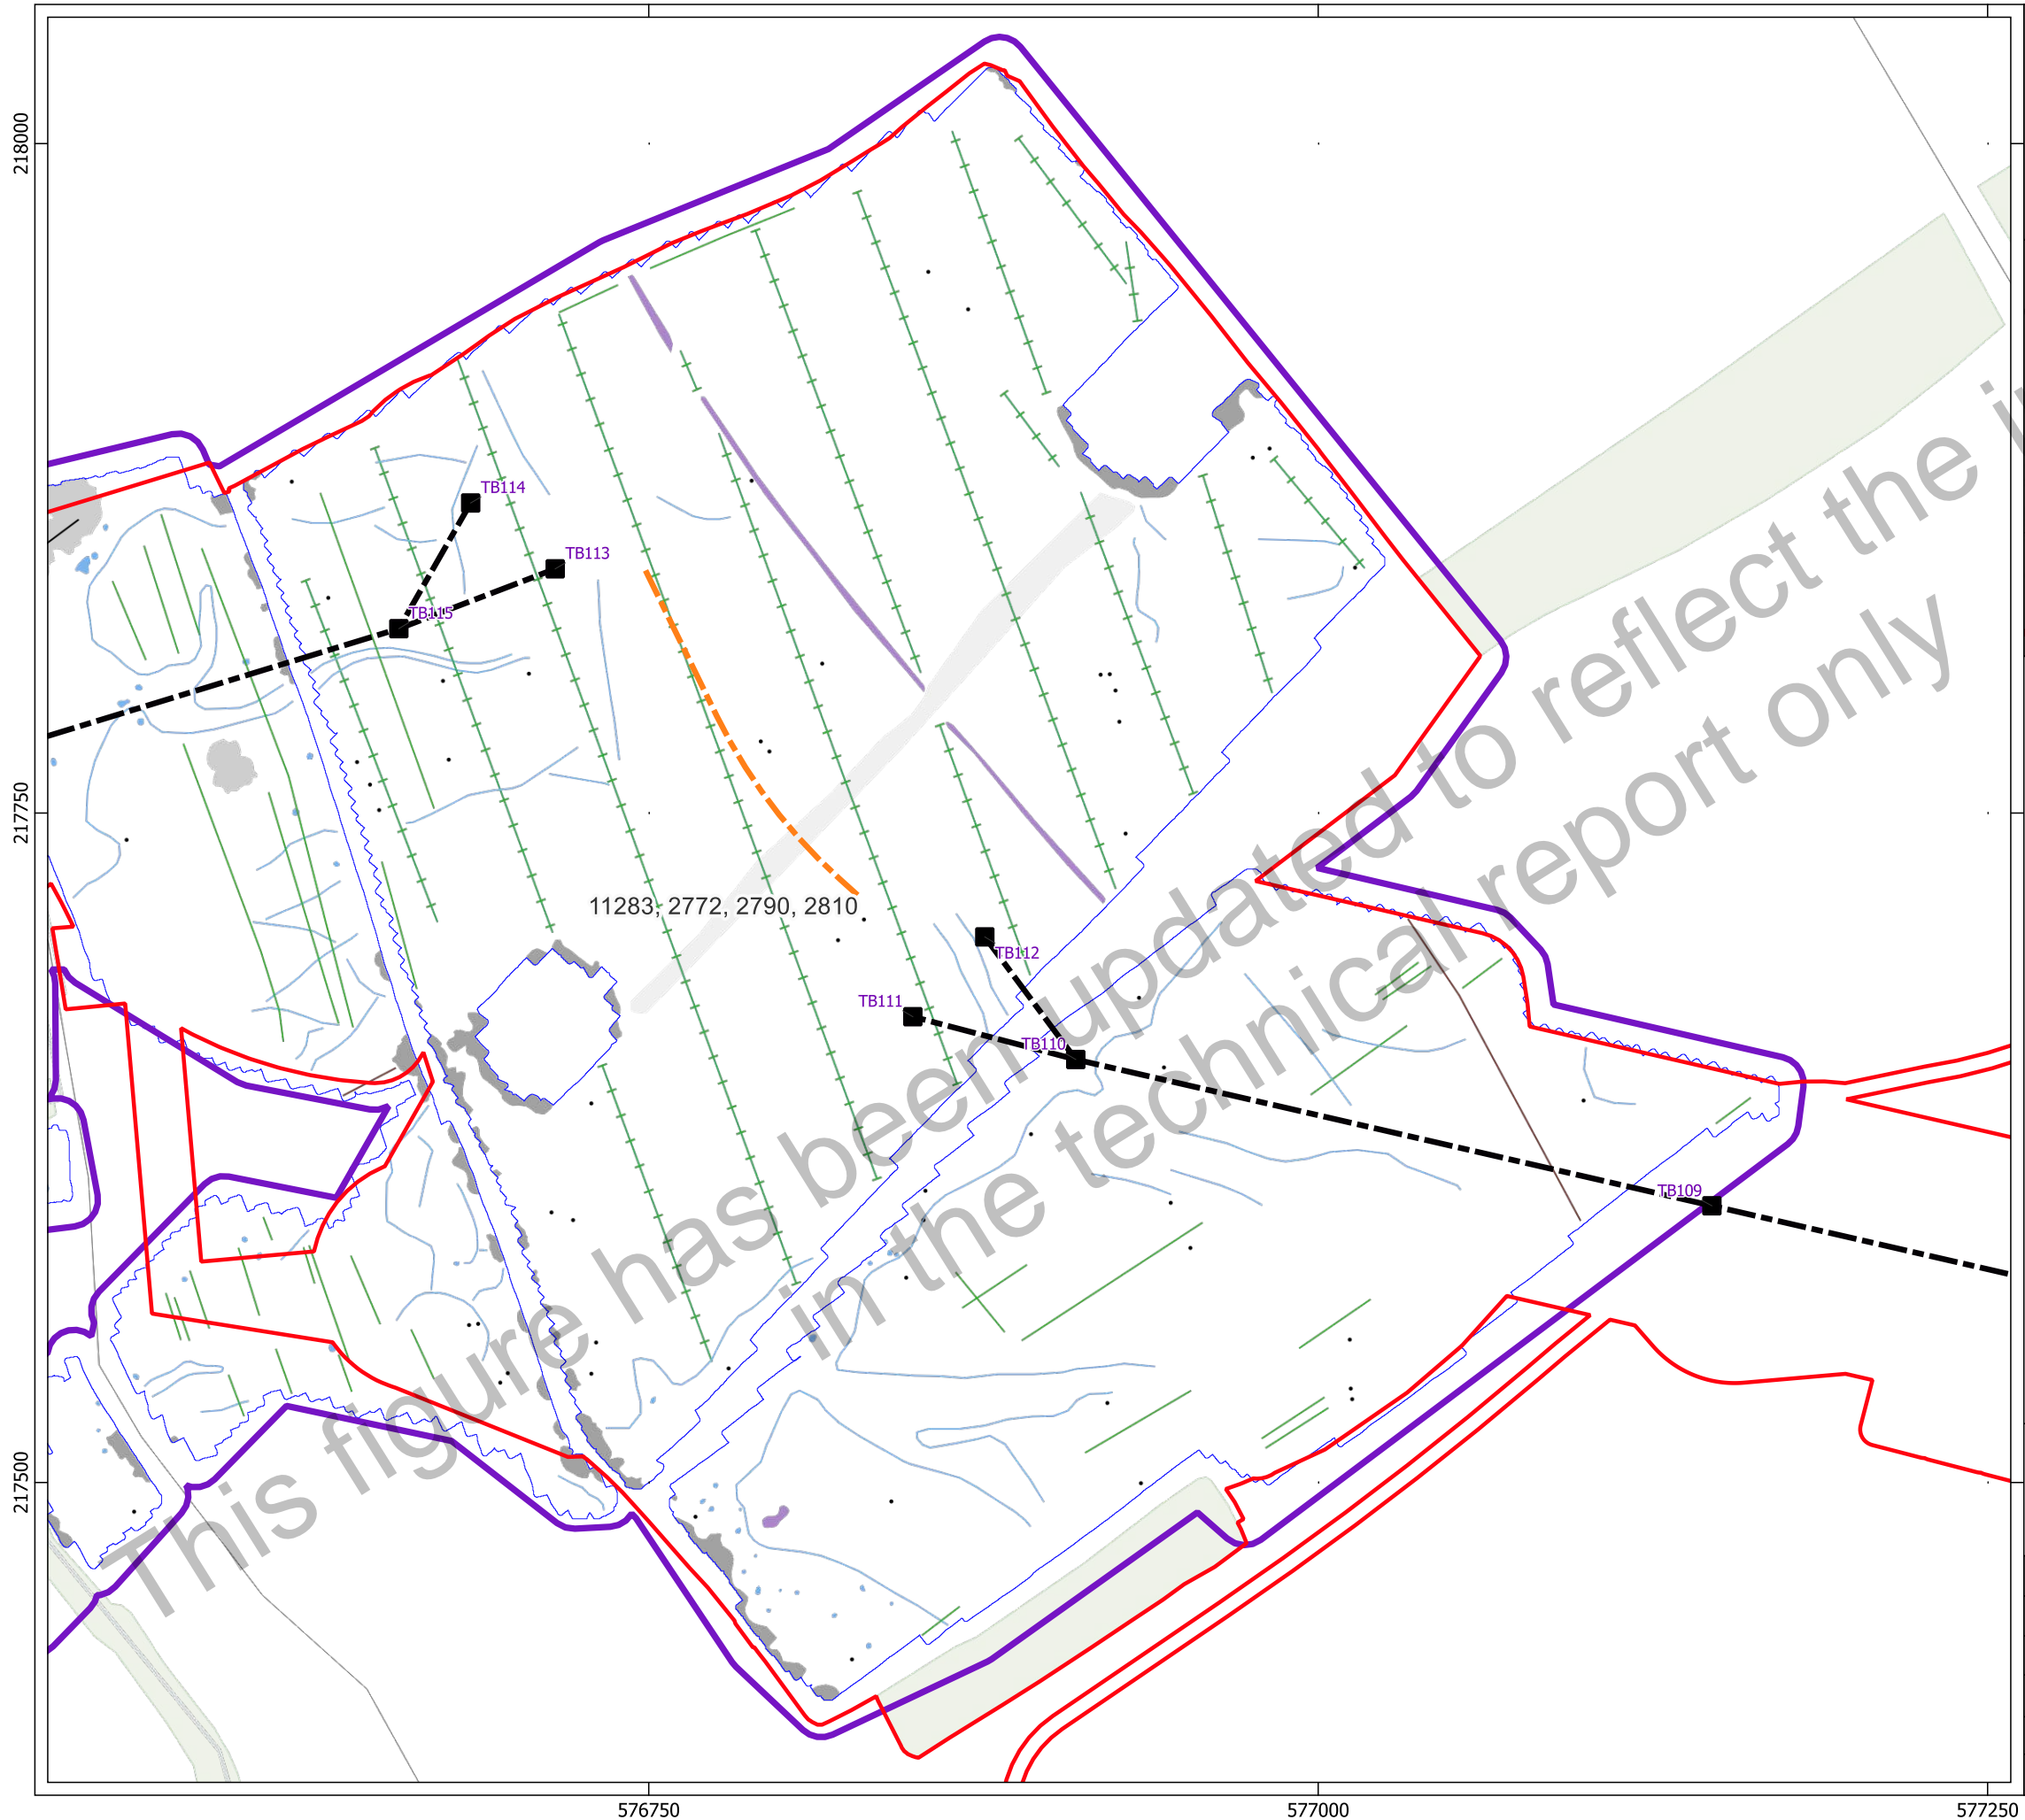 218000
TB114
TB113
TB115
21750
11283, 2772, 2790, 2810
TB112
TB111
TB110
TB109
217500
This figure has been updated to reflect the
in the technical report only
576750
577000
577250